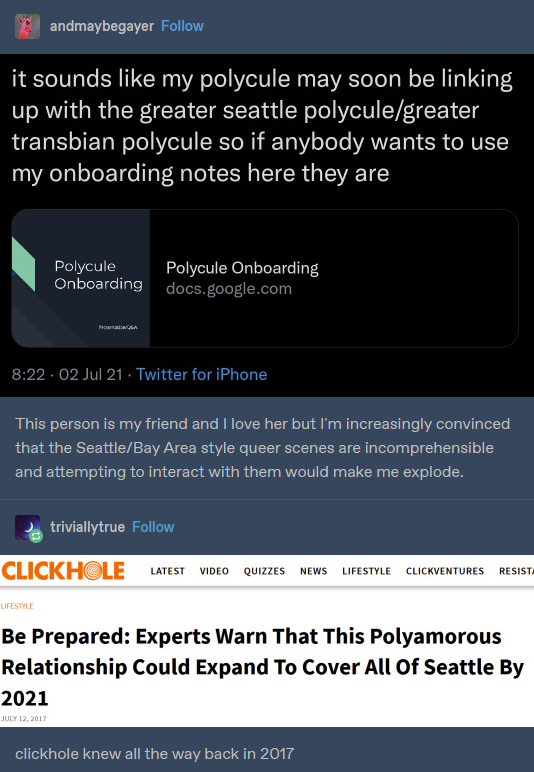 andmaybegayer Follow
it sounds like my polycule may soon be linking
up with the greater seattle polycule/greater
transbian polycule so if anybody wants to use
my onboarding notes here they are
Polycule
Onboarding
Presentation/Q&A
Polycule Onboarding
docs.google.com
8:22 · 02 Jul 21 · Twitter for iPhone
This person is my friend and I love her but I'm increasingly convinced
that the Seattle/Bay Area style queer scenes are incomprehensible
and attempting to interact with them would make me explode.
triviallytrue Follow
CLICKHOLE LATEST VIDEO QUIZZES NEWS LIFESTYLE CLICKVENTURES RESISTA
LIFESTYLE
Be Prepared: Experts Warn That This Polyamorous
Relationship Could Expand To Cover All Of Seattle By
2021
JULY 12, 2017
clickhole knew all the way back in 2017